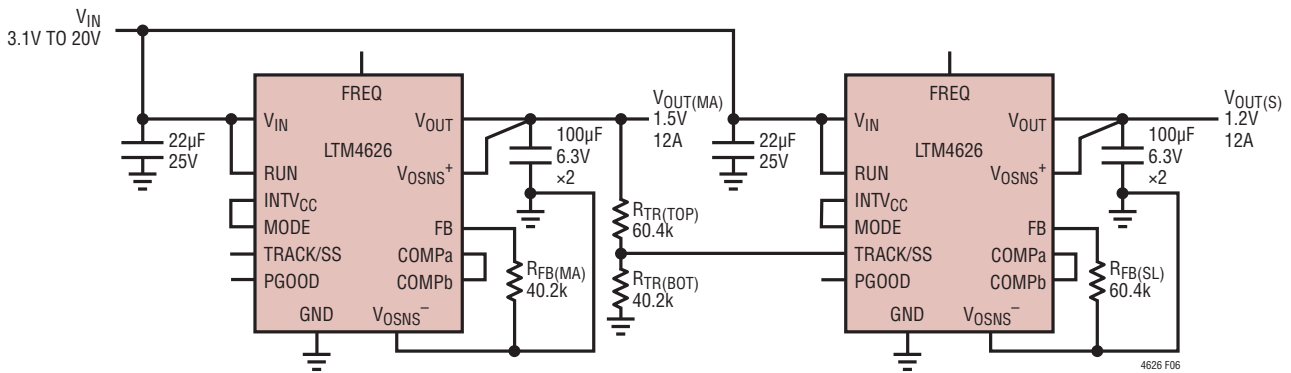 V_IN
3.1V TO 20V
22µF
25V
FREQ
V_IN
V_OUT
LTM4626
RUN
V_OSNS⁺
INTV_CC
MODE
FB
TRACK/SS
COMPa
PGOOD
COMPb
GND
V_OSNS⁻
100µF
6.3V
×2
R_FB(MA)
40.2k
V_OUT(MA)
1.5V
12A
R_TR(TOP)
60.4k
R_TR(BOT)
40.2k
22µF
25V
FREQ
V_IN
V_OUT
LTM4626
RUN
V_OSNS⁺
INTV_CC
MODE
FB
TRACK/SS
COMPa
PGOOD
COMPb
GND
V_OSNS⁻
100µF
6.3V
×2
R_FB(SL)
60.4k
V_OUT(S)
1.2V
12A
4626 F06